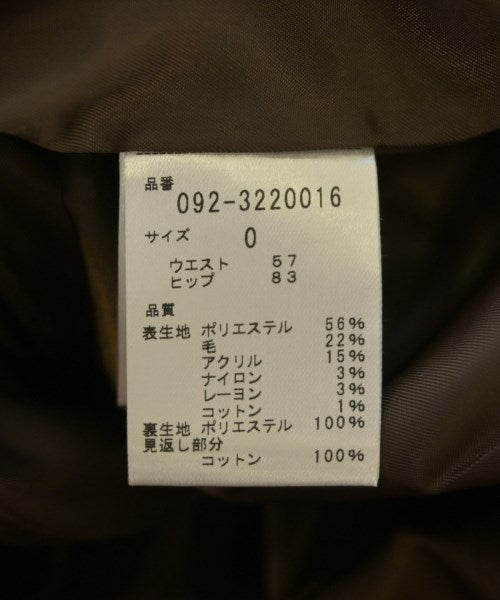 品番
092-3220016
サイズ 0
ウエスト 57
ヒップ 83
品質
表生地 ポリエステル 56%
毛 22%
アクリル 15%
ナイロン 3%
レーヨン 3%
コットン 1%
裏生地 ポリエステル 100%
見返し部分
コットン 100%